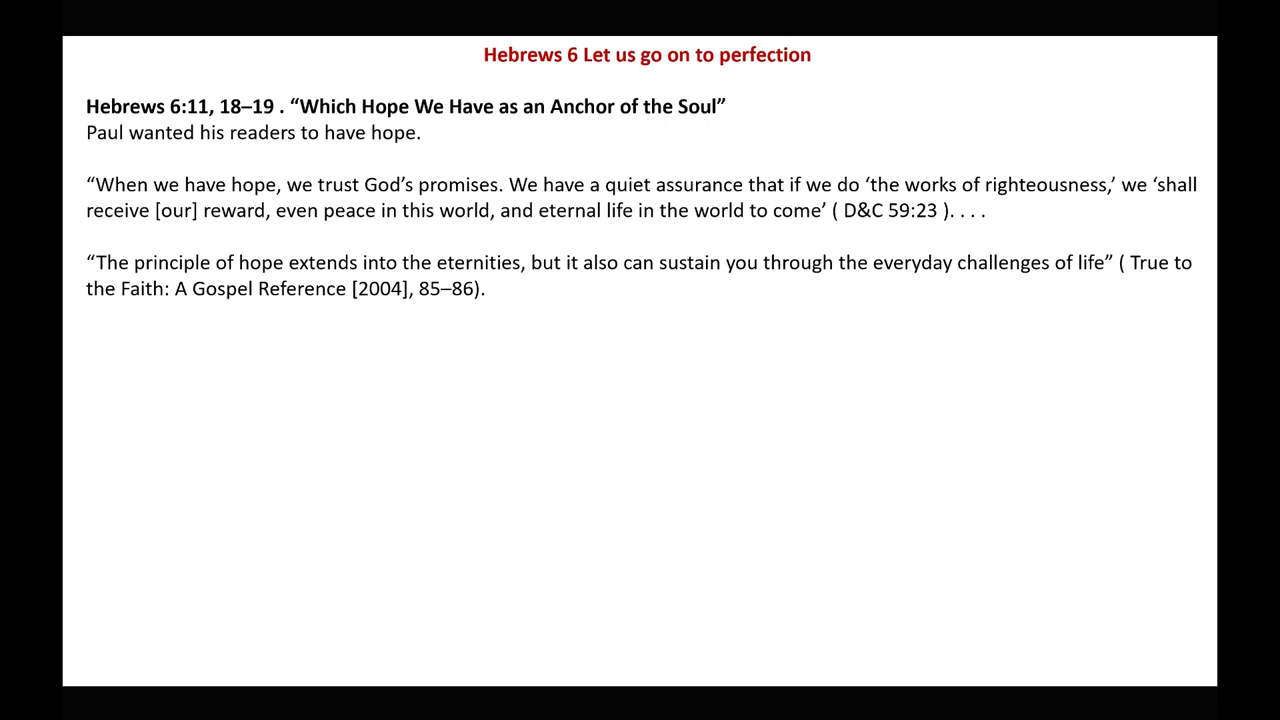 Hebrews 6 Let us go on to perfection
Hebrews 6:11, 18–19 . “Which Hope We Have as an Anchor of the Soul”
Paul wanted his readers to have hope.
“When we have hope, we trust God’s promises. We have a quiet assurance that if we do ‘the works of righteousness,’ we ‘shall
receive [our] reward, even peace in this world, and eternal life in the world to come’ ( D&C 59:23 ). . . .
“The principle of hope extends into the eternities, but it also can sustain you through the everyday challenges of life” ( True to
the Faith: A Gospel Reference [2004], 85–86).